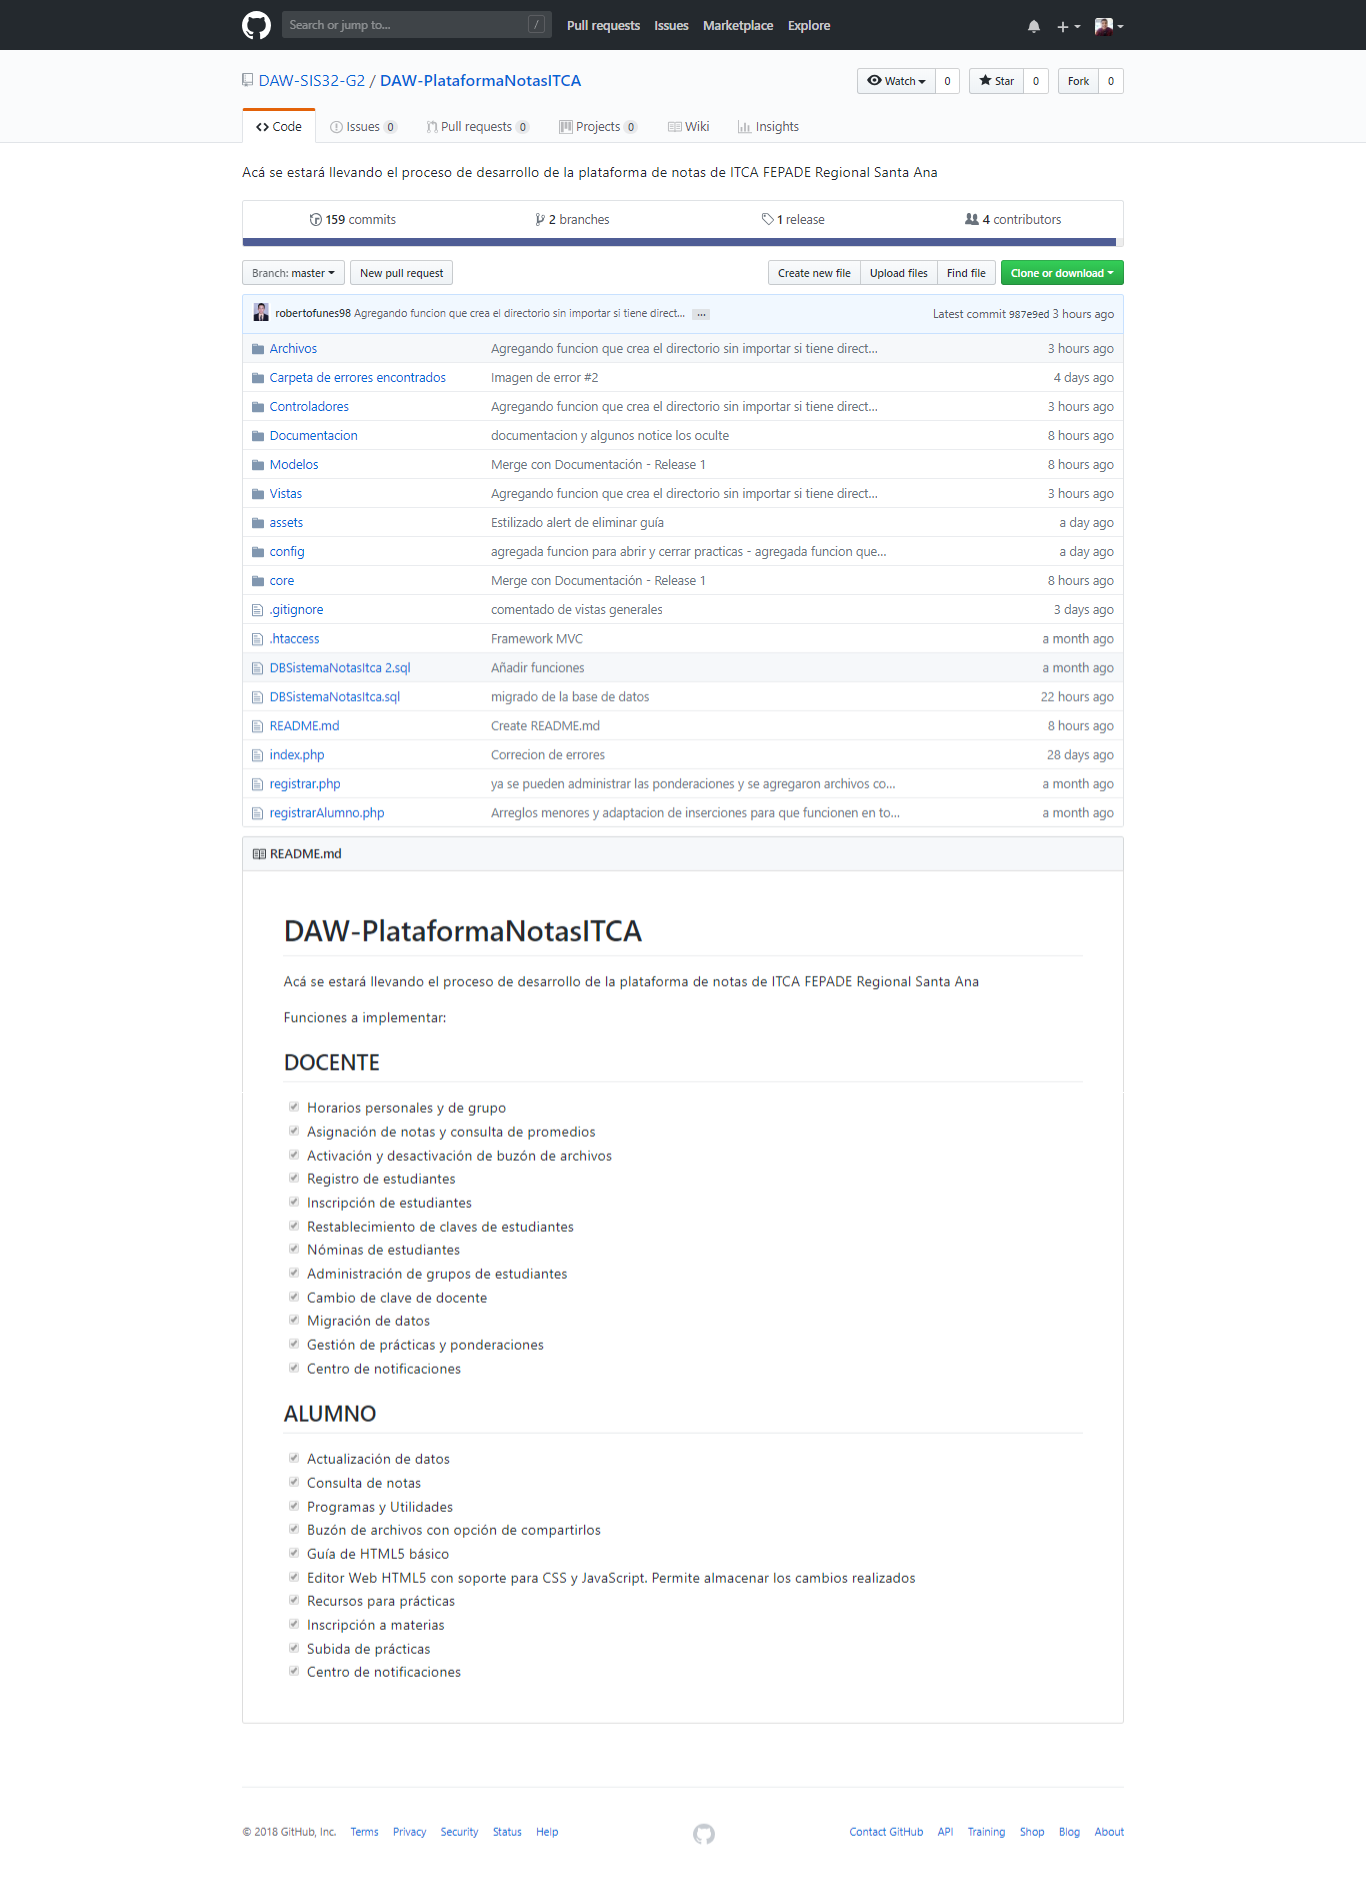 Search or jump to... / Pull requests Issues Marketplace Explore
DAW-SIS32-G2 / DAW-PlataformaNotasITCA Watch 0 Star 0 Fork 0
Code Issues 0 Pull requests 0 Projects 0 Wiki Insights
Acá se estará llevando el proceso de desarrollo de la plataforma de notas de ITCA FEPADE Regional Santa Ana
159 commits 2 branches 1 release 4 contributors
Branch: master New pull request Create new file Upload files Find file Clone or download
robertofunes98 Agregando funcion que crea el directorio sin importar si tiene direct... ... Latest commit 987e9ed 3 hours ago
Archivos Agregando funcion que crea el directorio sin importar si tiene direct... 3 hours ago
Carpeta de errores encontrados Imagen de error #2 4 days ago
Controladores Agregando funcion que crea el directorio sin importar si tiene direct... 3 hours ago
Documentacion documentacion y algunos notice los oculte 8 hours ago
Modelos Merge con Documentación - Release 1 8 hours ago
Vistas Agregando funcion que crea el directorio sin importar si tiene direct... 3 hours ago
assets Estilizado alert de eliminar guía a day ago
config agregada funcion para abrir y cerrar practicas - agregada funcion que... a day ago
core Merge con Documentación - Release 1 8 hours ago
.gitignore comentado de vistas generales 3 days ago
.htaccess Framework MVC a month ago
DBSistemaNotasItca 2.sql Añadir funciones a month ago
DBSistemaNotasItca.sql migrado de la base de datos 22 hours ago
README.md Create README.md 8 hours ago
index.php Correcion de errores 28 days ago
registrar.php ya se pueden administrar las ponderaciones y se agregaron archivos co... a month ago
registrarAlumno.php Arreglos menores y adaptacion de inserciones para que funcionen en to... a month ago
README.md
DAW-PlataformaNotasITCA
Acá se estará llevando el proceso de desarrollo de la plataforma de notas de ITCA FEPADE Regional Santa Ana
Funciones a implementar:
DOCENTE
Horarios personales y de grupo
Asignación de notas y consulta de promedios
Activación y desactivación de buzón de archivos
Registro de estudiantes
Inscripción de estudiantes
Restablecimiento de claves de estudiantes
Nóminas de estudiantes
Administración de grupos de estudiantes
Cambio de clave de docente
Migración de datos
Gestión de prácticas y ponderaciones
Centro de notificaciones
ALUMNO
Actualización de datos
Consulta de notas
Programas y Utilidades
Buzón de archivos con opción de compartirlos
Guía de HTML5 básico
Editor Web HTML5 con soporte para CSS y JavaScript. Permite almacenar los cambios realizados
Recursos para prácticas
Inscripción a materias
Subida de prácticas
Centro de notificaciones
© 2018 GitHub, Inc. Terms Privacy Security Status Help Contact GitHub API Training Shop Blog About